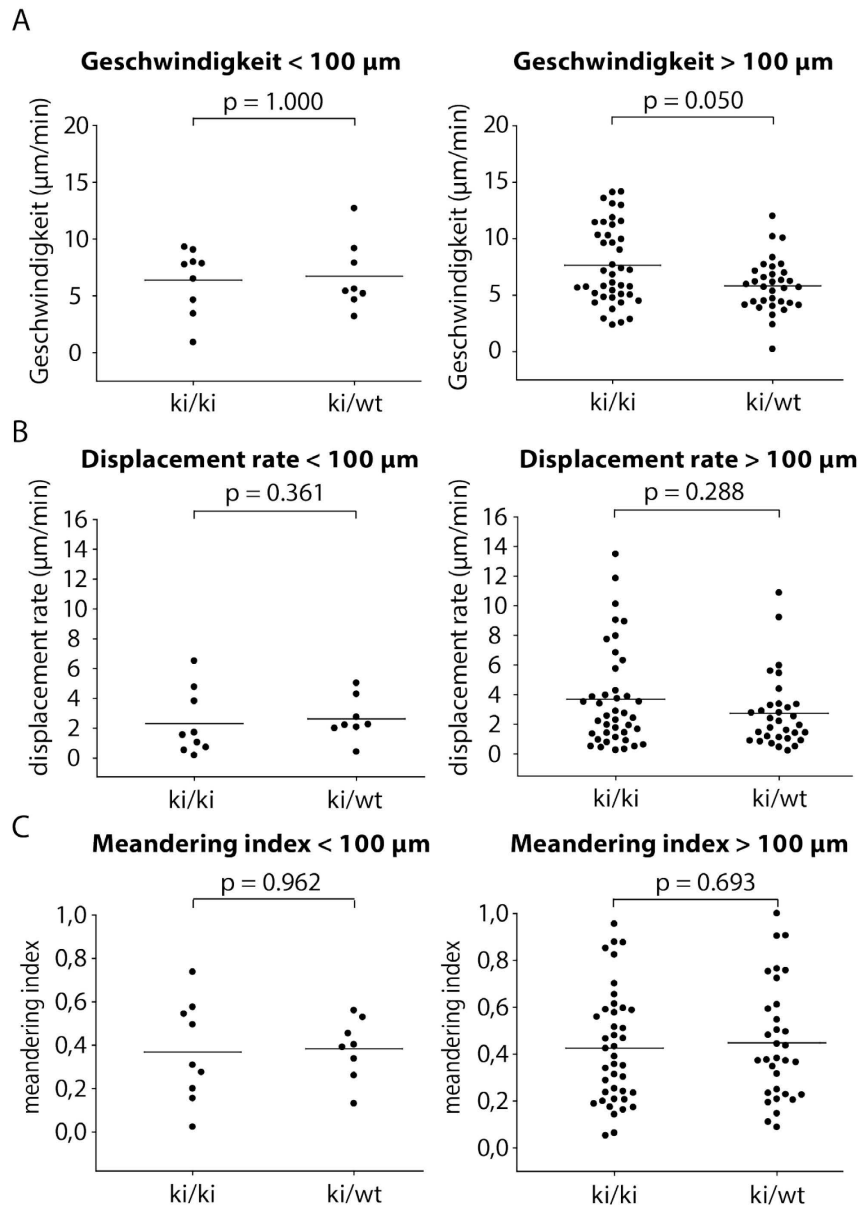 A
Geschwindigkeit < 100 µm
Geschwindigkeit > 100 µm
p = 1.000
p = 0.050
Geschwindigkeit (µm/min)
20
15
10
5
0
ki/ki
ki/wt
Geschwindigkeit (µm/min)
20
15
10
5
0
ki/ki
ki/wt
B
Displacement rate < 100 µm
Displacement rate > 100 µm
p = 0.361
p = 0.288
displacement rate (µm/min)
16
14
12
10
8
6
4
2
0
ki/ki
ki/wt
displacement rate (µm/min)
16
14
12
10
8
6
4
2
0
ki/ki
ki/wt
C
Meandering index < 100 µm
Meandering index > 100 µm
p = 0.962
p = 0.693
meandering index
1,0
0,8
0,6
0,4
0,2
0,0
ki/ki
ki/wt
meandering index
1,0
0,8
0,6
0,4
0,2
0,0
ki/ki
ki/wt